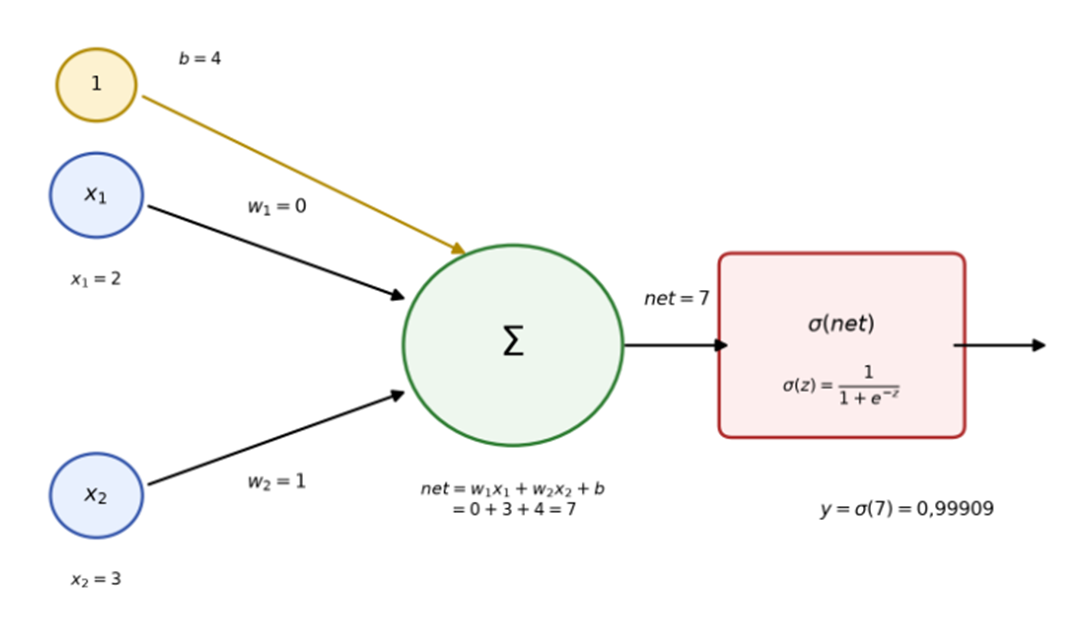 1
b = 4
x₁
w₁ = 0
x₁ = 2
Σ
net = 7
σ(net)
σ(z) = 1 / (1 + e⁻ᶻ)
x₂
w₂ = 1
net = w₁x₁ + w₂x₂ + b
= 0 + 3 + 4 = 7
y = σ(7) = 0,99909
x₂ = 3